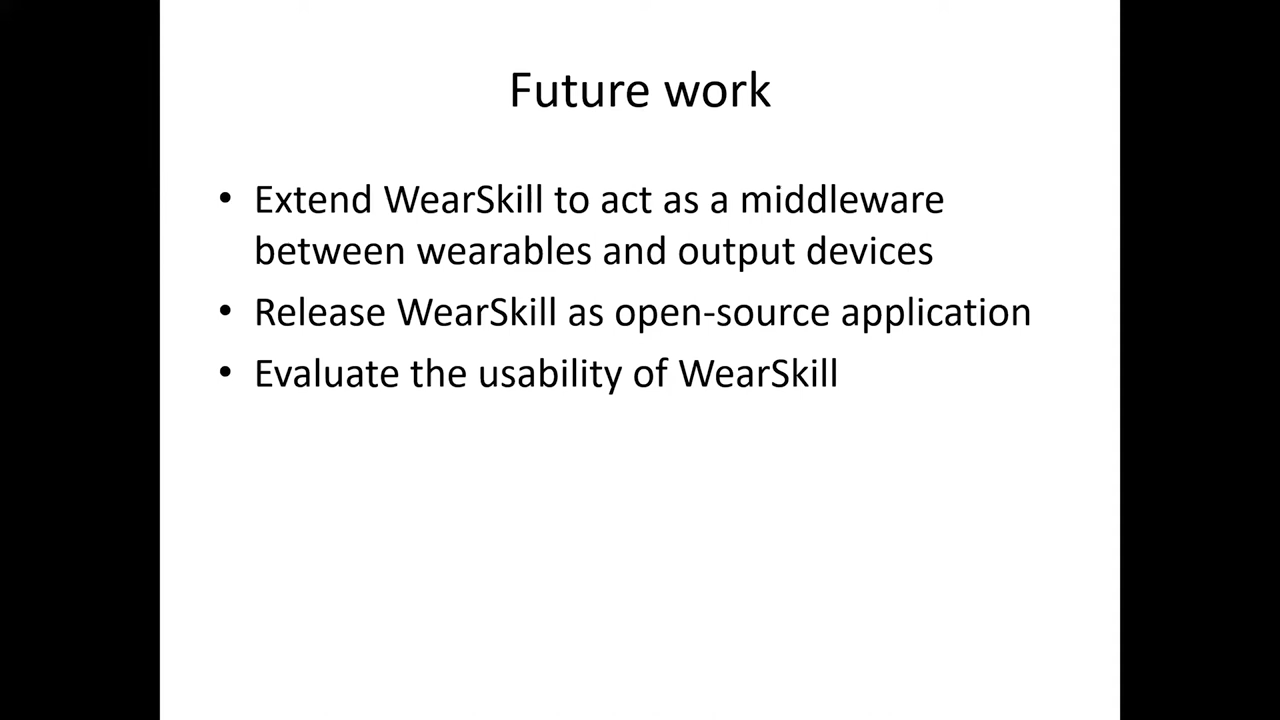 Future work
• Extend WearSkill to act as a middleware
between wearables and output devices
• Release WearSkill as open-source application
• Evaluate the usability of WearSkill